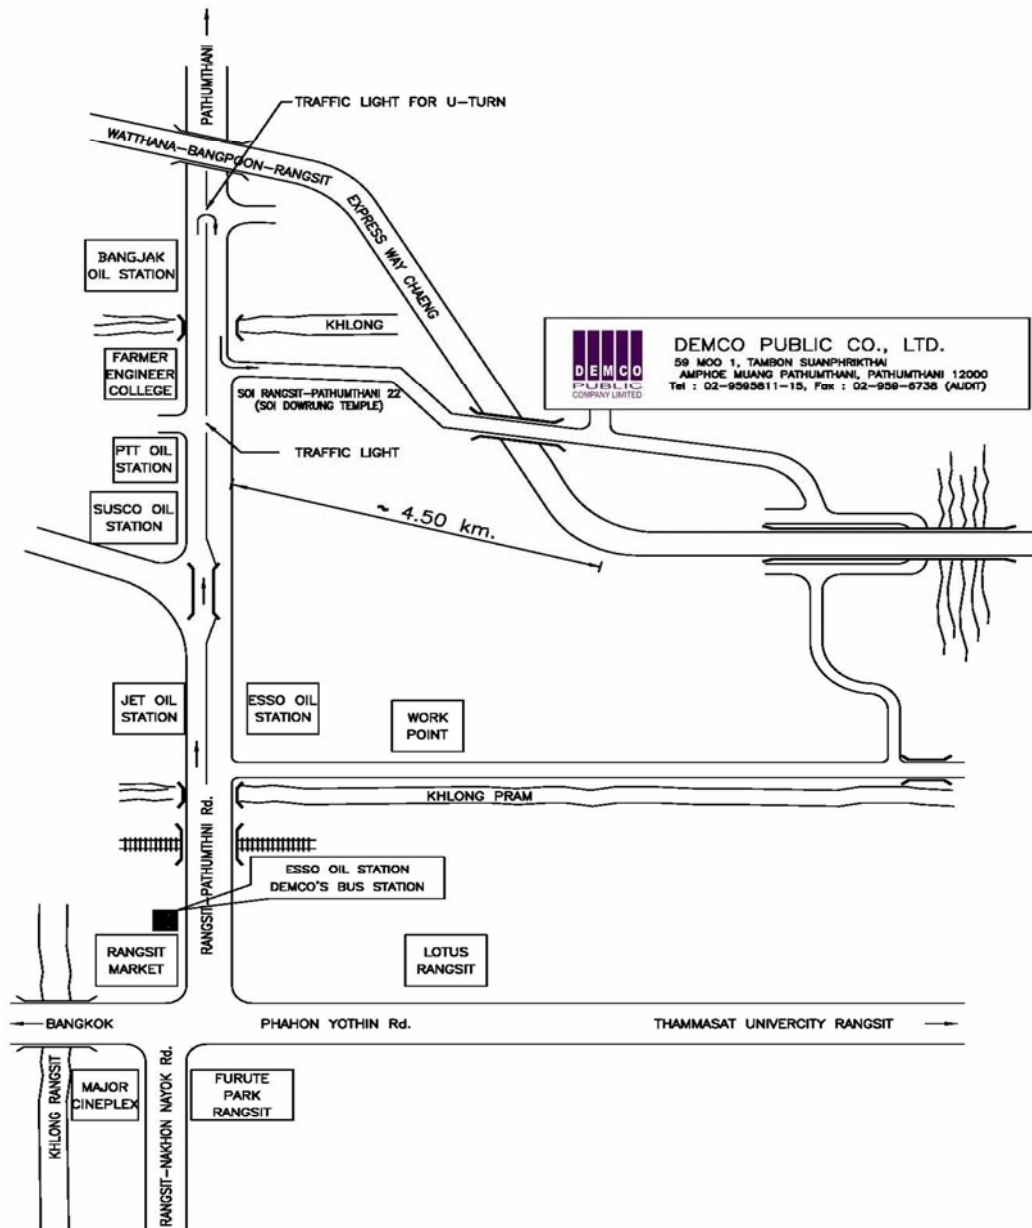 PATHUMTHANI
TRAFFIC LIGHT FOR U-TURN
WATTHANA-BANGPOON-RANGSIT
EXPRESS WAY CHAENG
BANGJAK
OIL STATION
KHLONG
FARMER
ENGINEER
COLLEGE
DEMCO
PUBLIC
COMPANY LIMITED
DEMCO PUBLIC CO., LTD.
59 MOO 1, TAMBON SUANPHRIKTHAI
AMPHOE MUANG PATHUMTHANI, PATHUMTHANI 12000
Tel : 02-9595811-15, Fax : 02-959-6738 (AUDIT)
SOI RANGSIT-PATHUMTHANI 22
(SOI DOWRUNG TEMPLE)
PTT OIL
STATION
TRAFFIC LIGHT
SUSCO OIL
STATION
~ 4.50 km.
JET OIL
STATION
ESSO OIL
STATION
WORK
POINT
KHLONG PRAM
RANGSIT-PATHUMTHNI Rd.
ESSO OIL STATION
DEMCO'S BUS STATION
RANGSIT
MARKET
LOTUS
RANGSIT
BANGKOK
PHAHON YOTHIN Rd.
THAMMASAT UNIVERCITY RANGSIT
KHLONG RANGSIT
MAJOR
CINEPLEX
RANGSIT-NAKHON NAYOK Rd.
FURUTE
PARK
RANGSIT